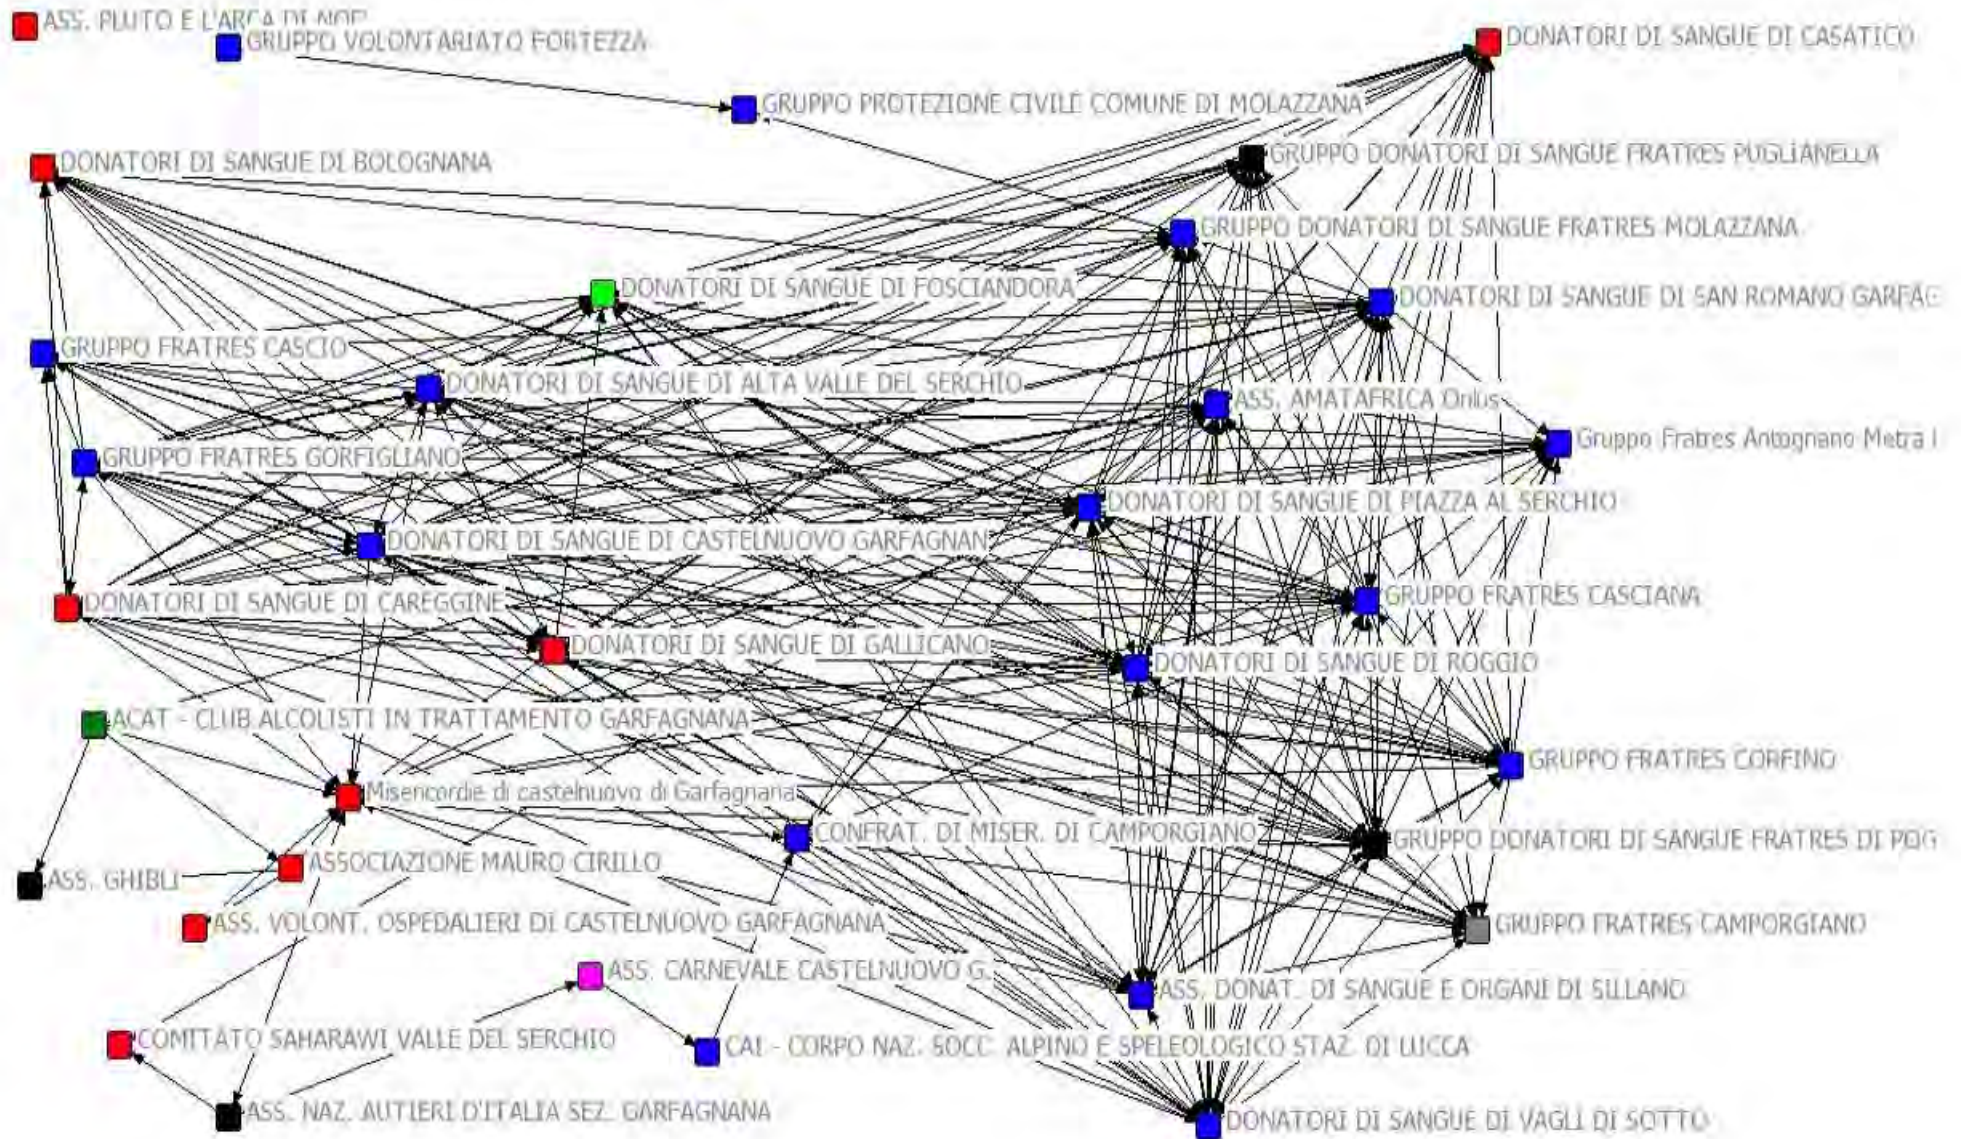 ASS. PLUTO E L'ARCA DI NOE'
GRUPPO VOLONTARIATO FORTEZZA
DONATORI DI SANGUE DI CASATICO
GRUPPO PROTEZIONE CIVILE COMUNE DI MOLAZZANA
DONATORI DI SANGUE DI BOLOGNANA
GRUPPO DONATORI DI SANGUE FRATRES PUGLIANELLA
GRUPPO DONATORI DI SANGUE FRATRES MOLAZZANA
DONATORI DI SANGUE DI FOSCIANDORA
DONATORI DI SANGUE DI SAN ROMANO GARFAG
GRUPPO FRATRES CASCIO
DONATORI DI SANGUE DI ALTA VALLE DEL SERCHIO
ASS. AMATAFRICA Onlus
Gruppo Fratres Antognano Metra
GRUPPO FRATRES GORFIGLIANO
DONATORI DI SANGUE DI PIAZZA AL SERCHIO
DONATORI DI SANGUE DI CASTELNUOVO GARFAGNAN
DONATORI DI SANGUE DI CAREGGINE
GRUPPO FRATRES CASCIANA
DONATORI DI SANGUE DI GALLICANO
DONATORI DI SANGUE DI ROGGIO
ACAT - CLUB ALCOLISTI IN TRATTAMENTO GARFAGNANA
GRUPPO FRATRES CORFINO
Misericordie di castelnuovo di Garfagnana
CONFRAT. DI MISER. DI CAMPORGIANO
GRUPPO DONATORI DI SANGUE FRATRES DI POG
ASSOCIAZIONE MAURO CIRILLO
ASS. GHIBLI
ASS. VOLONT. OSPEDALIERI DI CASTELNUOVO GARFAGNANA
GRUPPO FRATRES CAMPORGIANO
ASS. CARNEVALE CASTELNUOVO G.
ASS. DONAT. DI SANGUE E ORGANI DI SILLANO
COMITATO SAHARAWI VALLE DEL SERCHIO
CAI - CORPO NAZ. SOCC. ALPINO E SPELEOLOGICO STAZ. DI LUCCA
ASS. NAZ. AUTIERI D'ITALIA SEZ. GARFAGNANA
DONATORI DI SANGUE DI VAGLI DI SOTTO